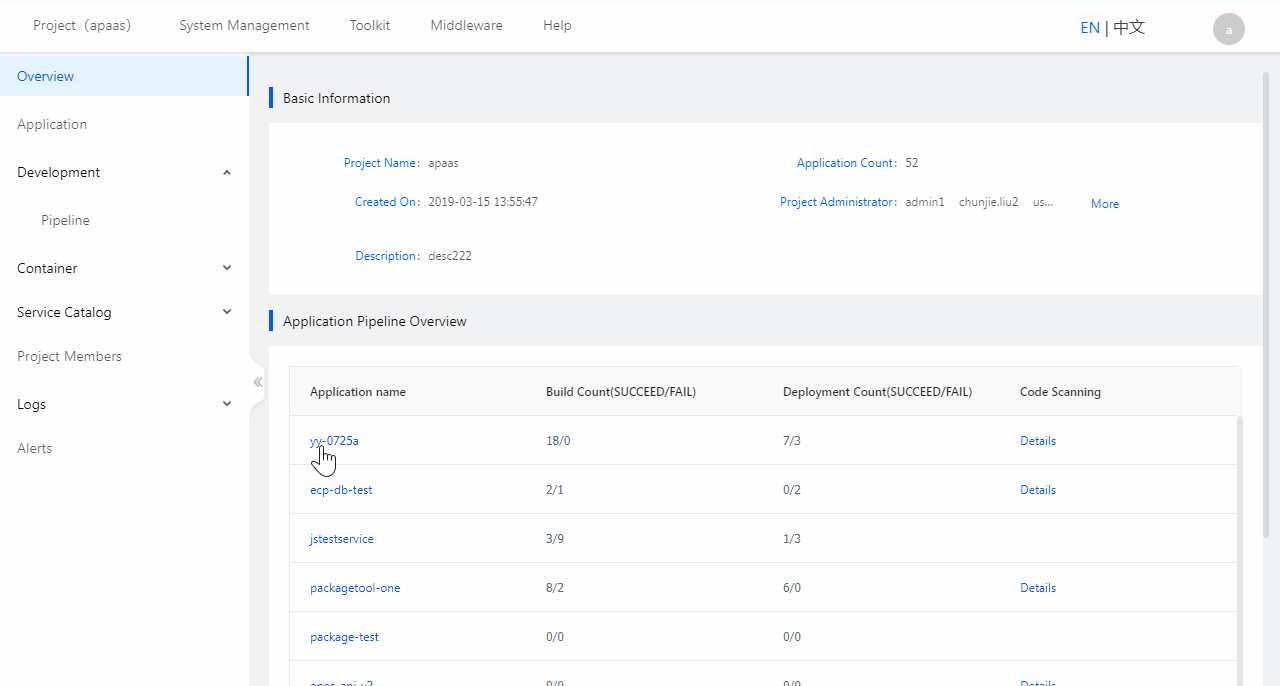 Project（apaas） System Management Toolkit Middleware Help EN | 中文 a
Overview
Application
Development
Pipeline
Container
Service Catalog
Project Members
Logs
Alerts
Basic Information
Project Name: apaas Application Count: 52
Created On: 2019-03-15 13:55:47 Project Administrator: admin1 chunjie.liu2 us... More
Description: desc222
Application Pipeline Overview
Application name Build Count(SUCCEED/FAIL) Deployment Count(SUCCEED/FAIL) Code Scanning
yy-0725a 18/0 7/3 Details
ecp-db-test 2/1 0/2 Details
jstestservice 3/9 1/3
packagetool-one 8/2 6/0 Details
package-test 0/0 0/0
0/0 0/0 Details